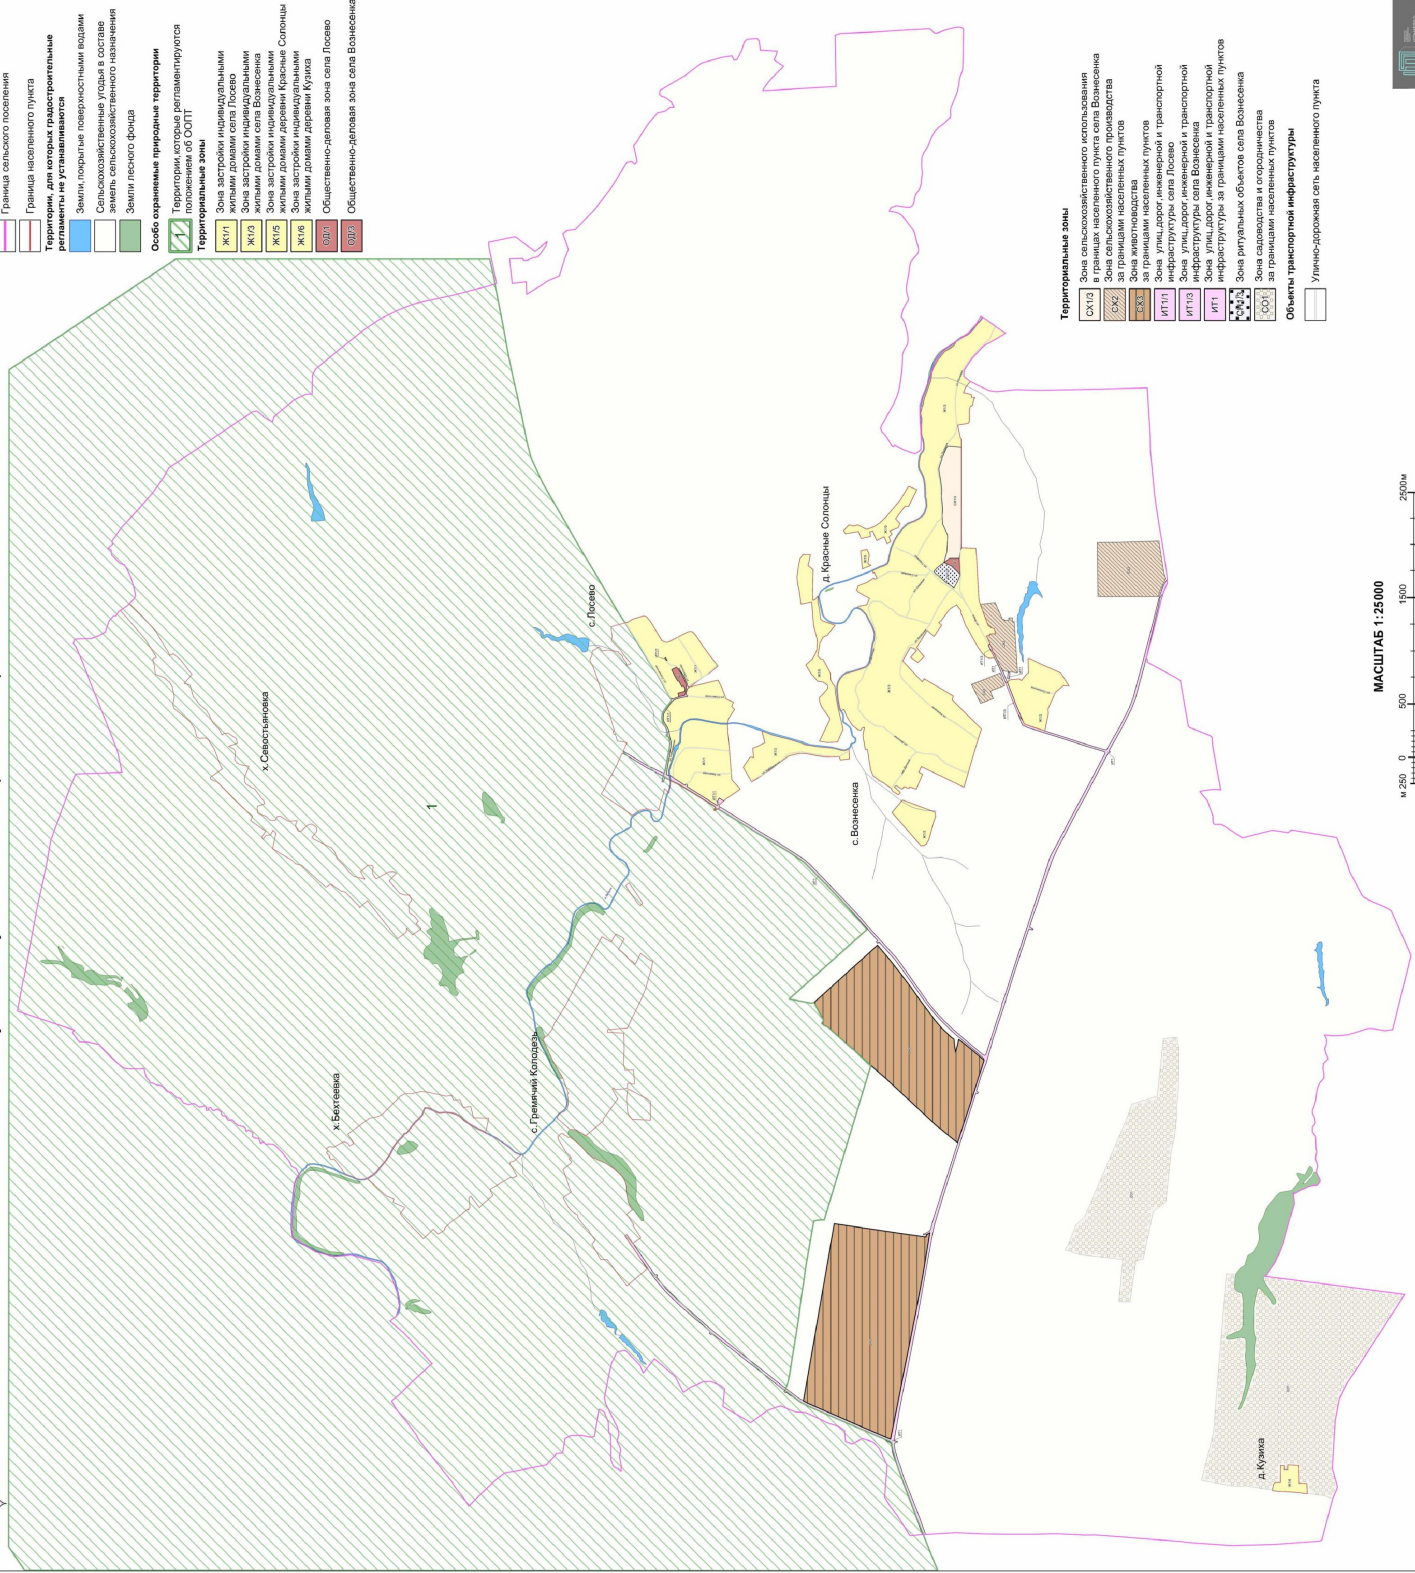 Граница сельского поселения
Граница населенного пункта
Территории, для которых градостроительные
регламенты не устанавливаются
Земли, покрытые поверхностными водами
Сельскохозяйственные угодья в составе
земель сельскохозяйственного назначения
Земли лесного фонда
Особо охраняемые природные территории
1
Территории, которые регламентируются
положением об ООПТ
Территориальные зоны
Ж1/1
Зона застройки индивидуальными
жилыми домами села Лосево
Ж1/3
Зона застройки индивидуальными
жилыми домами села Вознесенка
Ж1/5
Зона застройки индивидуальными
жилыми домами деревни Красные Солонцы
Ж1/6
Зона застройки индивидуальными
жилыми домами деревни Кузиха
ОД/1
Общественно-деловая зона села Лосево
ОД/3
Общественно-деловая зона села Вознесенка
Территориальные зоны
СХ1/3
Зона сельскохозяйственного использования
в границах населенного пункта села Вознесенка
СХ2
Зона сельскохозяйственного производства
за границами населенных пунктов
СХ3
Зона животноводства
за границами населенных пунктов
ИТ1/1
Зона улиц, дорог, инженерной и транспортной
инфраструктуры села Лосево
ИТ1/3
Зона улиц, дорог, инженерной и транспортной
инфраструктуры села Вознесенка
ИТ1
Зона улиц, дорог, инженерной и транспортной
инфраструктуры за границами населенных пунктов
Зона ритуальных объектов села Вознесенка
СО1
Зона садоводства и огородничества
за границами населенных пунктов
Объекты транспортной инфраструктуры
Улично-дорожная сеть населенного пункта
х.Севостьяновка
с.Лосево
1
х.Бехтеевка
с.Гремячий Колодезь
д.Красные Солонцы
с.Вознесенка
д.Кузиха
МАСШТАБ 1:25000
м 250 0 500 1500 2500м